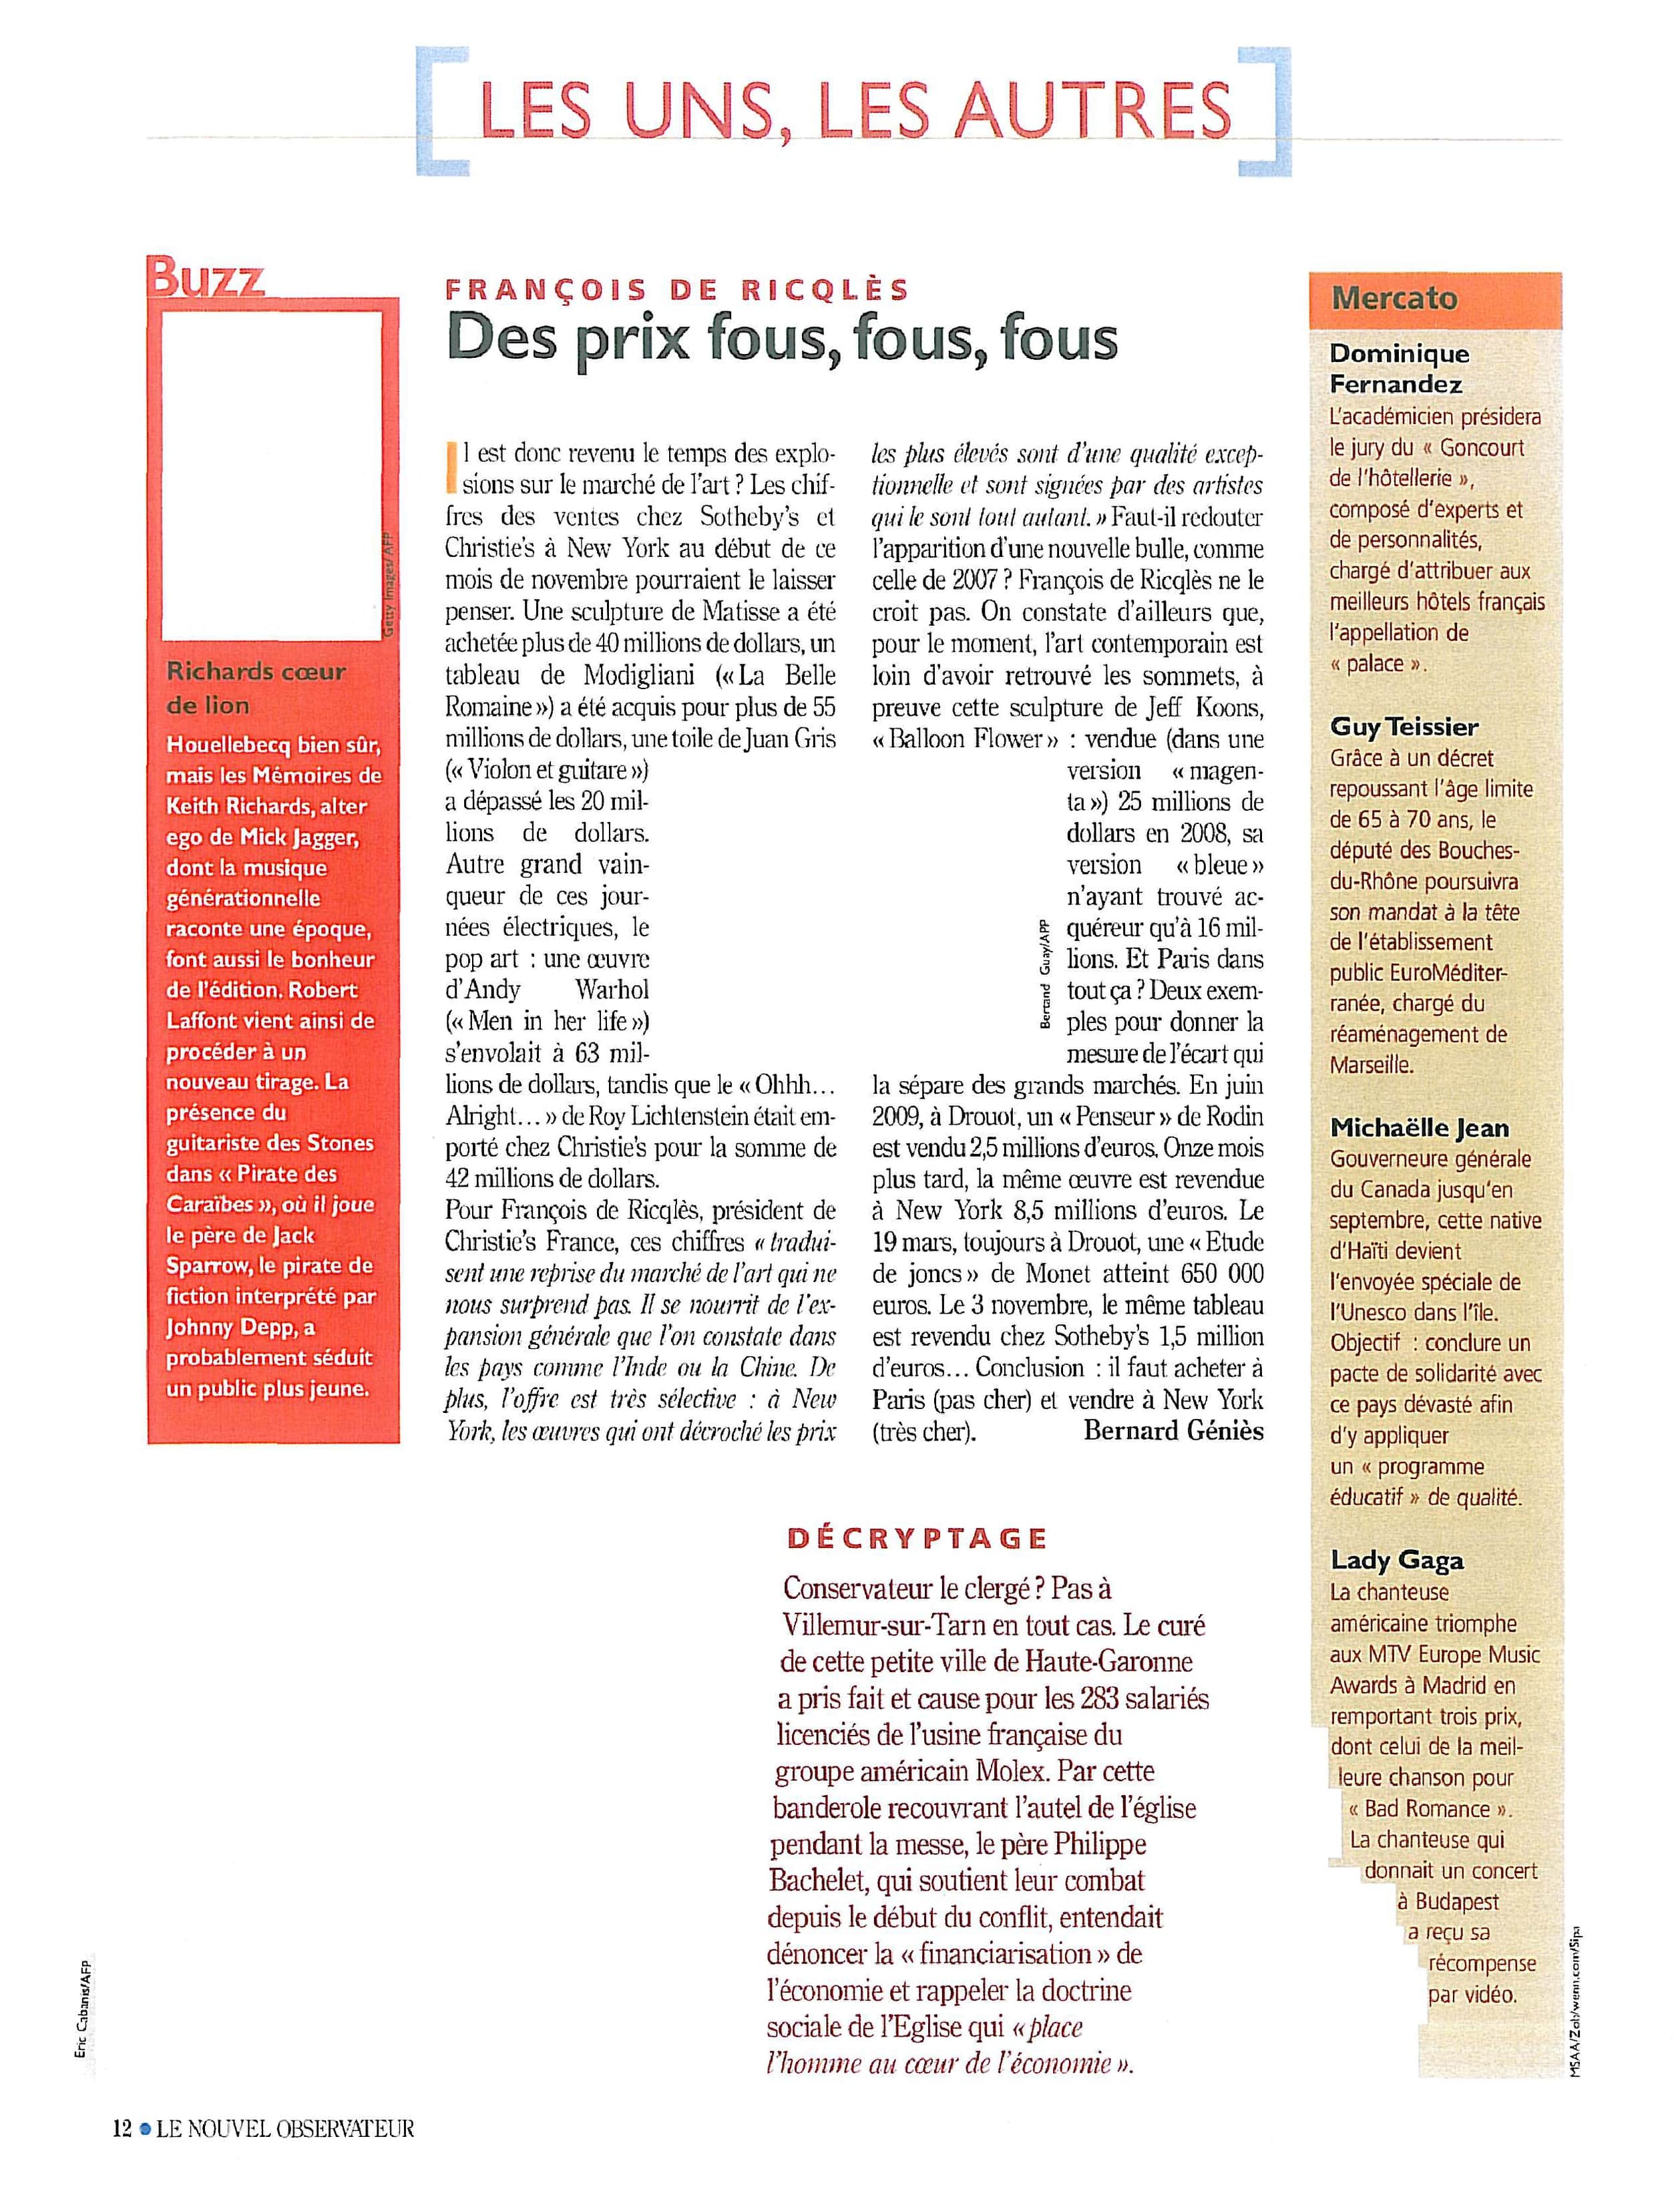 LES UNS, LES AUTRES
Buzz
Getty Images/AFP
Richards cœur
de lion
Houellebecq bien sûr,
mais les Mémoires de
Keith Richards, alter
ego de Mick Jagger,
dont la musique
générationnelle
raconte une époque,
font aussi le bonheur
de l'édition. Robert
Laffont vient ainsi de
procéder à un
nouveau tirage. La
présence du
guitariste des Stones
dans « Pirate des
Caraïbes », où il joue
le père de Jack
Sparrow, le pirate de
fiction interprété par
Johnny Depp, a
probablement séduit
un public plus jeune.
FRANÇOIS DE RICQLÈS
Des prix fous, fous, fous
Il est donc revenu le temps des explo-
sions sur le marché de l'art ? Les chif-
fres des ventes chez Sotheby's et
Christie's à New York au début de ce
mois de novembre pourraient le laisser
penser. Une sculpture de Matisse a été
achetée plus de 40 millions de dollars, un
tableau de Modigliani (« La Belle
Romaine ») a été acquis pour plus de 55
millions de dollars, une toile de Juan Gris
(« Violon et guitare »)
a dépassé les 20 mil-
lions de dollars.
Autre grand vain-
queur de ces jour-
nées électriques, le
pop art : une œuvre
d'Andy Warhol
(« Men in her life »)
s'envolait à 63 mil-
lions de dollars, tandis que le « Ohhh...
Alright... » de Roy Lichtenstein était em-
porté chez Christie's pour la somme de
42 millions de dollars.
Pour François de Ricqlès, président de
Christie's France, ces chiffres « tradui-
sent une reprise du marché de l'art qui ne
nous surprend pas. Il se nourrit de l'ex-
pansion générale que l'on constate dans
les pays comme l'Inde ou la Chine. De
plus, l'offre est très sélective : à New
York, les œuvres qui ont décroché les prix
les plus élevés sont d'une qualité excep-
tionnelle et sont signées par des artistes
qui le sont tout autant. » Faut-il redouter
l'apparition d'une nouvelle bulle, comme
celle de 2007 ? François de Ricqlès ne le
croit pas. On constate d'ailleurs que,
pour le moment, l'art contemporain est
loin d'avoir retrouvé les sommets, à
preuve cette sculpture de Jeff Koons,
« Balloon Flower » : vendue (dans une
version « magen-
ta ») 25 millions de
dollars en 2008, sa
version « bleue »
n'ayant trouvé ac-
quéreur qu'à 16 mil-
lions. Et Paris dans
tout ça ? Deux exem-
ples pour donner la
mesure de l'écart qui
la sépare des grands marchés. En juin
2009, à Drouot, un « Penseur » de Rodin
est vendu 2,5 millions d'euros. Onze mois
plus tard, la même œuvre est revendue
à New York 8,5 millions d'euros. Le
19 mars, toujours à Drouot, une « Etude
de joncs » de Monet atteint 650 000
euros. Le 3 novembre, le même tableau
est revendu chez Sotheby's 1,5 million
d'euros... Conclusion : il faut acheter à
Paris (pas cher) et vendre à New York
(très cher). Bernard Géniès
Bertrand Guay/AFP
DÉCRYPTAGE
Conservateur le clergé ? Pas à
Villemur-sur-Tarn en tout cas. Le curé
de cette petite ville de Haute-Garonne
a pris fait et cause pour les 283 salariés
licenciés de l'usine française du
groupe américain Molex. Par cette
banderole recouvrant l'autel de l'église
pendant la messe, le père Philippe
Bachelet, qui soutient leur combat
depuis le début du conflit, entendait
dénoncer la « financiarisation » de
l'économie et rappeler la doctrine
sociale de l'Eglise qui « place
l'homme au cœur de l'économie ».
Mercato
Dominique
Fernandez
L'académicien présidera
le jury du « Goncourt
de l'hôtellerie »,
composé d'experts et
de personnalités,
chargé d'attribuer aux
meilleurs hôtels français
l'appellation de
« palace ».
Guy Teissier
Grâce à un décret
repoussant l'âge limite
de 65 à 70 ans, le
député des Bouches-
du-Rhône poursuivra
son mandat à la tête
de l'établissement
public EuroMéditer-
ranée, chargé du
réaménagement de
Marseille.
Michaëlle Jean
Gouverneure générale
du Canada jusqu'en
septembre, cette native
d'Haïti devient
l'envoyée spéciale de
l'Unesco dans l'île.
Objectif : conclure un
pacte de solidarité avec
ce pays dévasté afin
d'y appliquer
un « programme
éducatif » de qualité.
Lady Gaga
La chanteuse
américaine triomphe
aux MTV Europe Music
Awards à Madrid en
remportant trois prix,
dont celui de la meil-
leure chanson pour
« Bad Romance ».
La chanteuse qui
donnait un concert
à Budapest
a reçu sa
récompense
par vidéo.
MSAA/Zob/wenn.com/Sipa
Eric Cabanis/AFP
12 • LE NOUVEL OBSERVATEUR